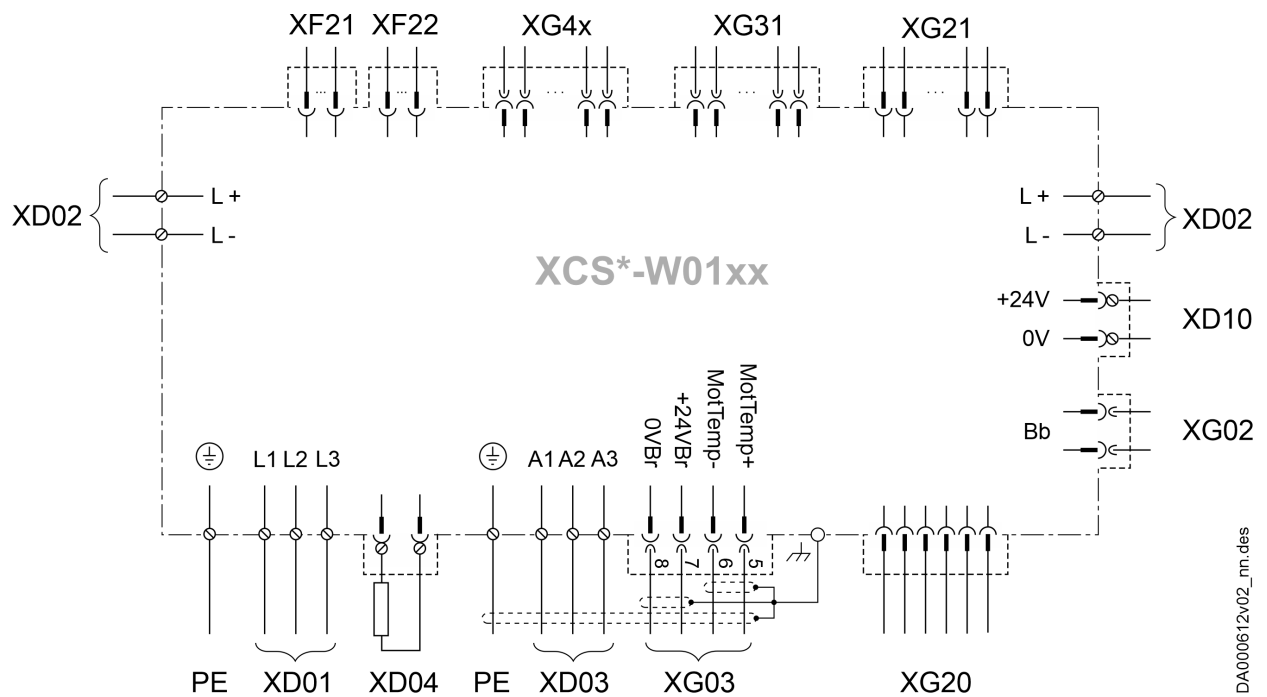 XF21 XF22 XG4x XG31 XG21
... ... ... ... ...
XD02 L + L + XD02
L - L -
XCS*-W01xx
+24V XD10
0V
Bb XG02
0VBr +24VBr MotTemp- MotTemp+
L1 L2 L3 A1 A2 A3
8 7 6 5
PE XD01 XD04 PE XD03 XG03 XG20
DA000612v02_nn.des